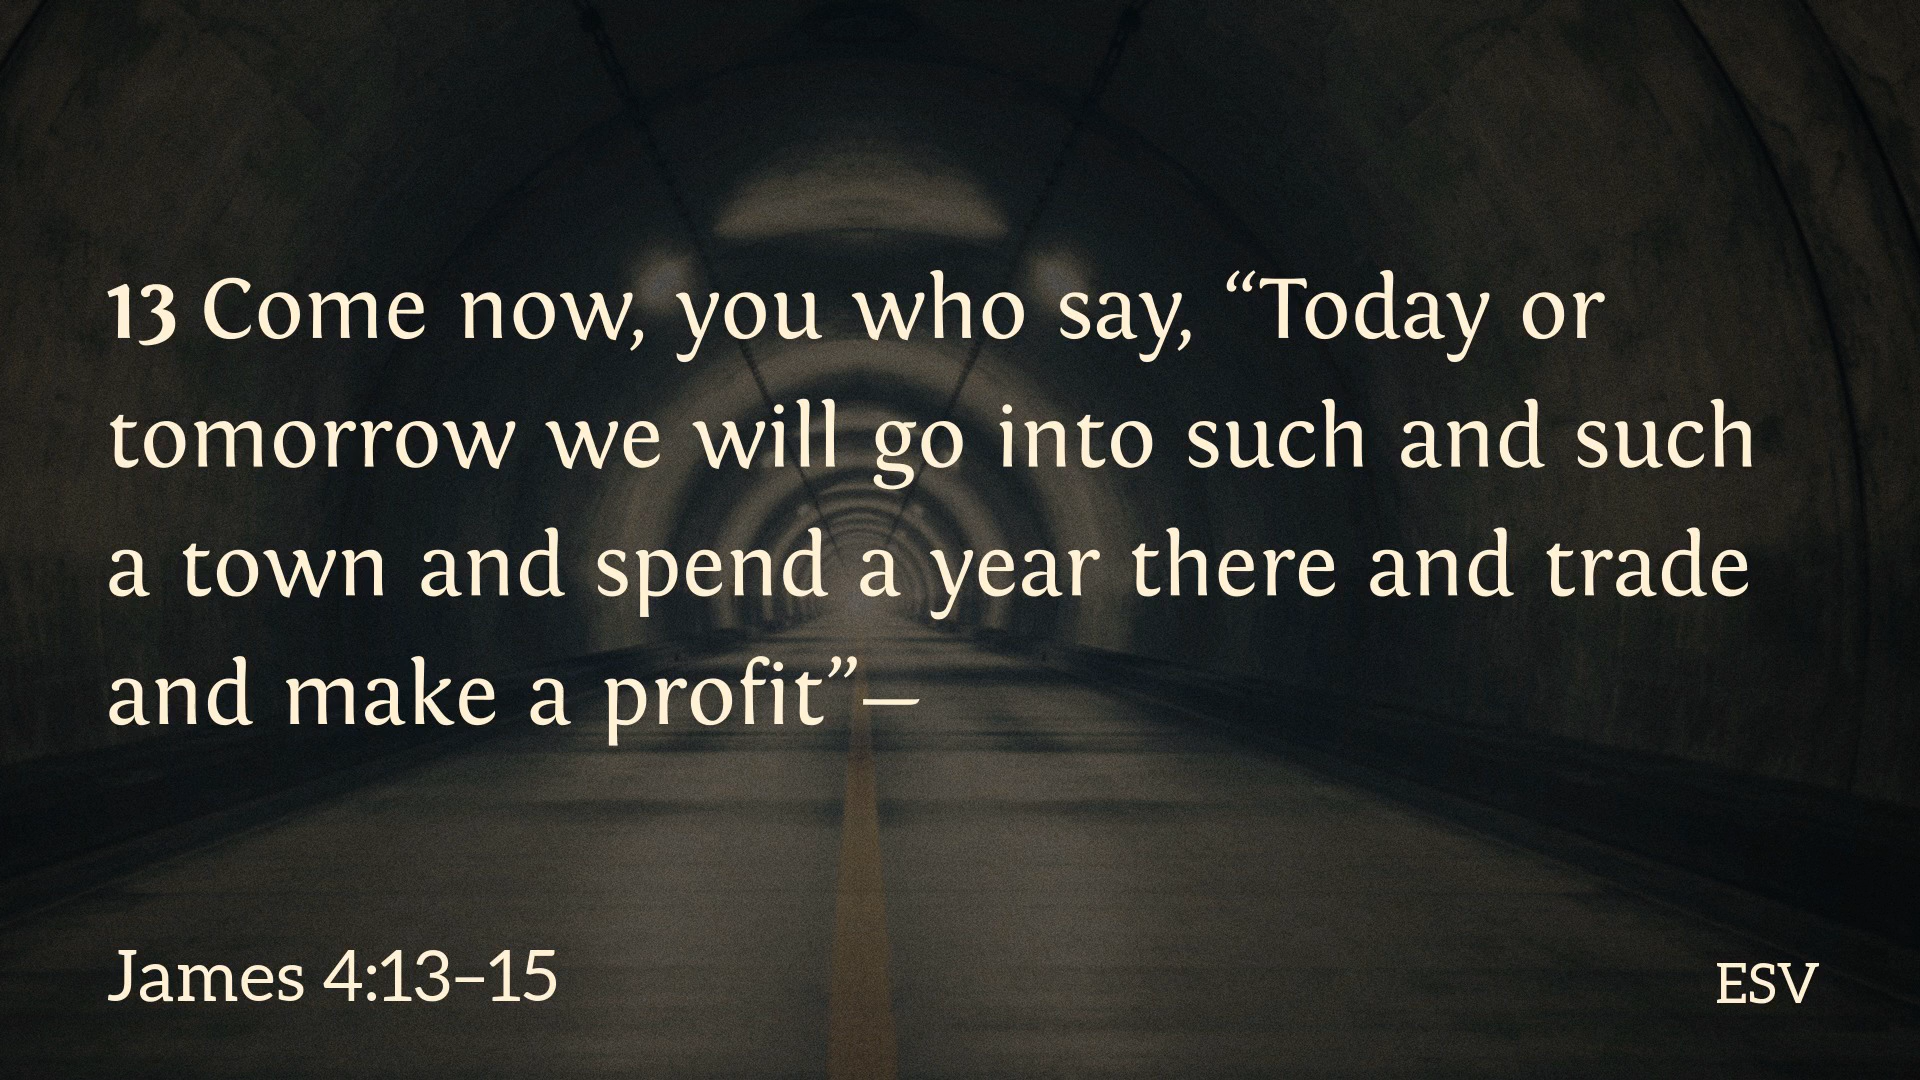 13 Come now, you who say, “Today or
tomorrow we will go into such and such
a town and spend a year there and trade
and make a profit”—
James 4:13–15
ESV